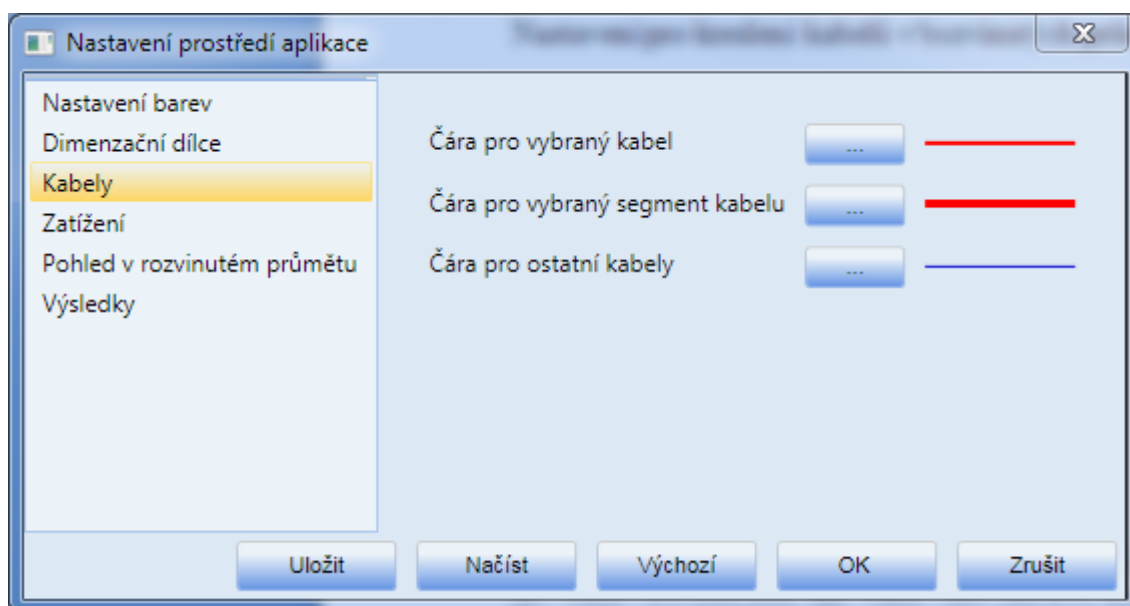 Nastavení prostředí aplikace
Nastavení barev
Dimenzační dílce
Kabely
Zatížení
Pohled v rozvinutém průmětu
Výsledky
Čára pro vybraný kabel ...
Čára pro vybraný segment kabelu ...
Čára pro ostatní kabely ...
Uložit Načíst Výchozí OK Zrušit